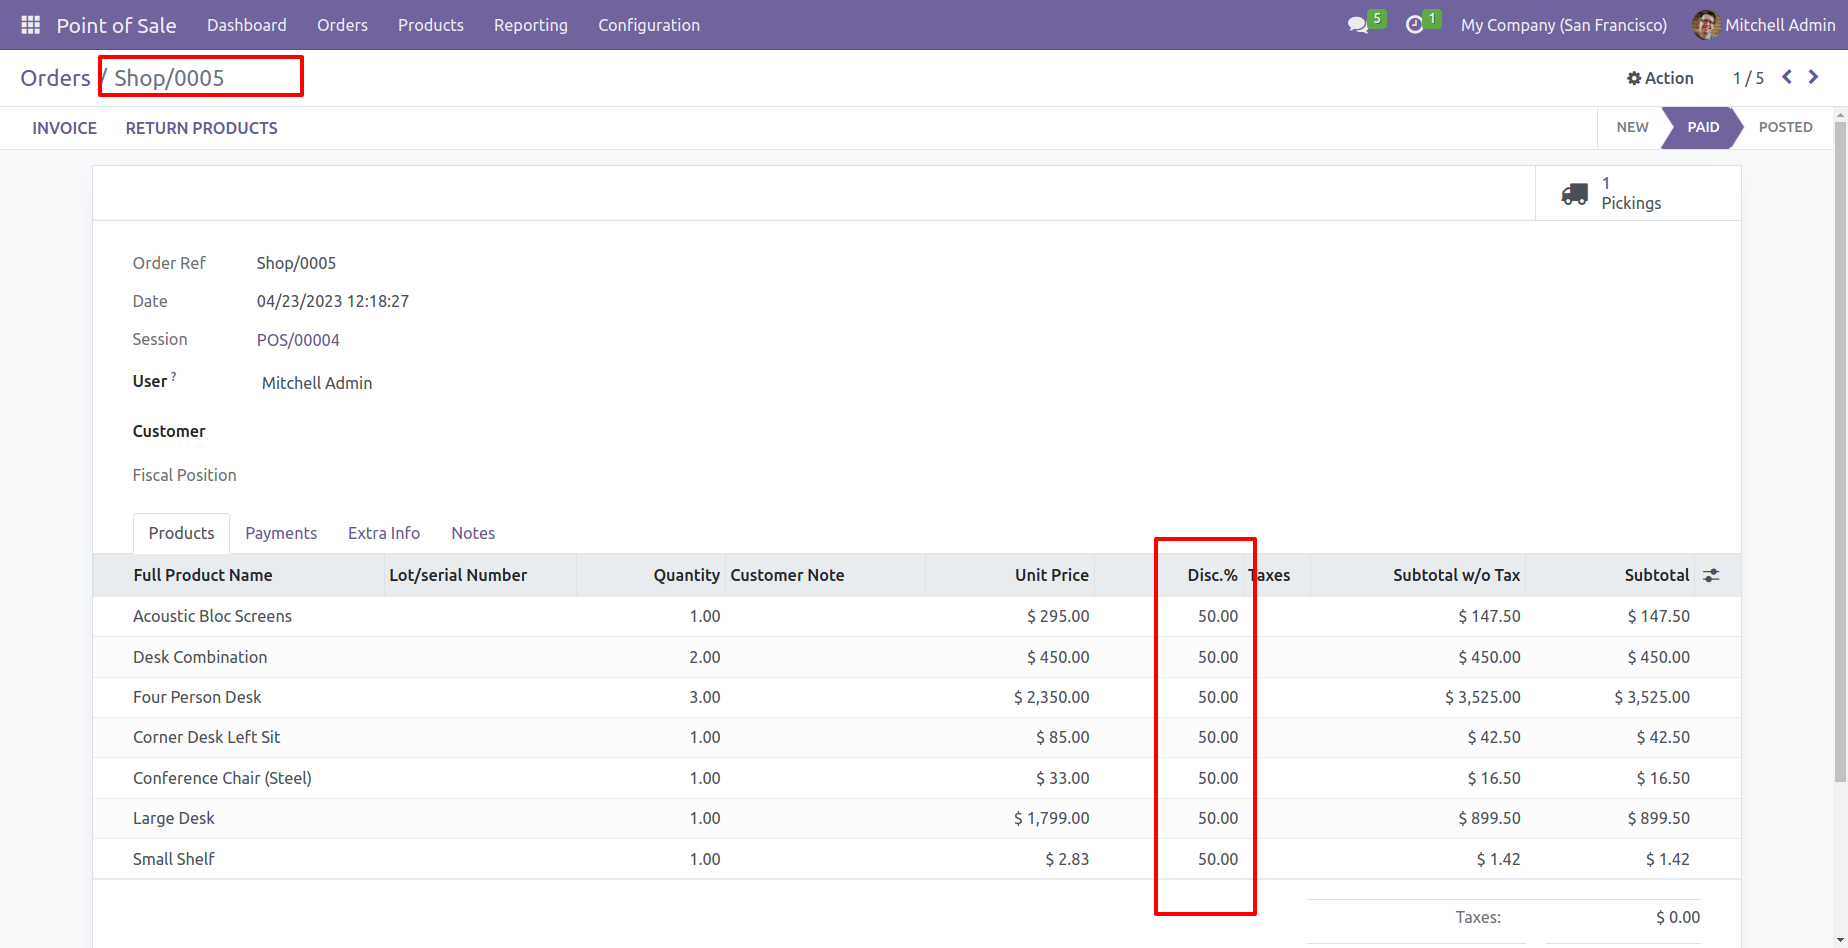 Point of Sale Dashboard Orders Products Reporting Configuration 5 1 My Company (San Francisco) Mitchell Admin
Orders / Shop/0005 Action 1 / 5
INVOICE RETURN PRODUCTS NEW PAID POSTED
1
Pickings
Order Ref Shop/0005
Date 04/23/2023 12:18:27
Session POS/00004
User ? Mitchell Admin
Customer
Fiscal Position
Products Payments Extra Info Notes
Full Product Name Lot/serial Number Quantity Customer Note Unit Price Disc.% Taxes Subtotal w/o Tax Subtotal
Acoustic Bloc Screens 1.00 $ 295.00 50.00 $ 147.50 $ 147.50
Desk Combination 2.00 $ 450.00 50.00 $ 450.00 $ 450.00
Four Person Desk 3.00 $ 2,350.00 50.00 $ 3,525.00 $ 3,525.00
Corner Desk Left Sit 1.00 $ 85.00 50.00 $ 42.50 $ 42.50
Conference Chair (Steel) 1.00 $ 33.00 50.00 $ 16.50 $ 16.50
Large Desk 1.00 $ 1,799.00 50.00 $ 899.50 $ 899.50
Small Shelf 1.00 $ 2.83 50.00 $ 1.42 $ 1.42
Taxes: $ 0.00